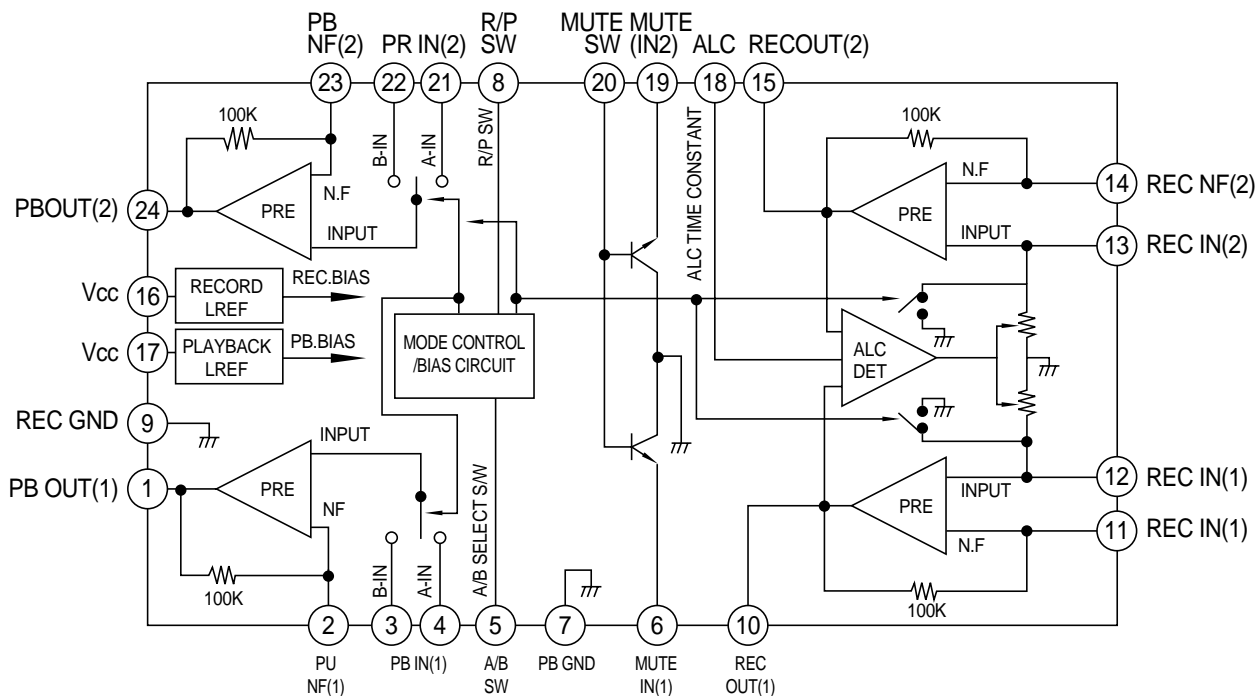 PB
NF(2)
PR IN(2)
R/P
SW
MUTE
SW
MUTE
(IN2)
ALC
RECOUT(2)
23
22
21
8
20
19
18
15
100K
B-IN
A-IN
R/P SW
ALC TIME CONSTANT
100K
N.F
PRE
INPUT
PBOUT(2)
24
N.F
PRE
INPUT
14
REC NF(2)
13
REC IN(2)
Vcc
16
RECORD
LREF
REC.BIAS
Vcc
17
PLAYBACK
LREF
PB.BIAS
MODE CONTROL
/BIAS CIRCUIT
ALC
DET
REC GND
9
PB OUT(1)
1
INPUT
PRE
NF
100K
B-IN
A-IN
A/B SELECT S/W
INPUT
PRE
N.F
100K
12
REC IN(1)
11
REC IN(1)
2
3
4
5
7
6
10
PU
NF(1)
PB IN(1)
A/B
SW
PB GND
MUTE
IN(1)
REC
OUT(1)